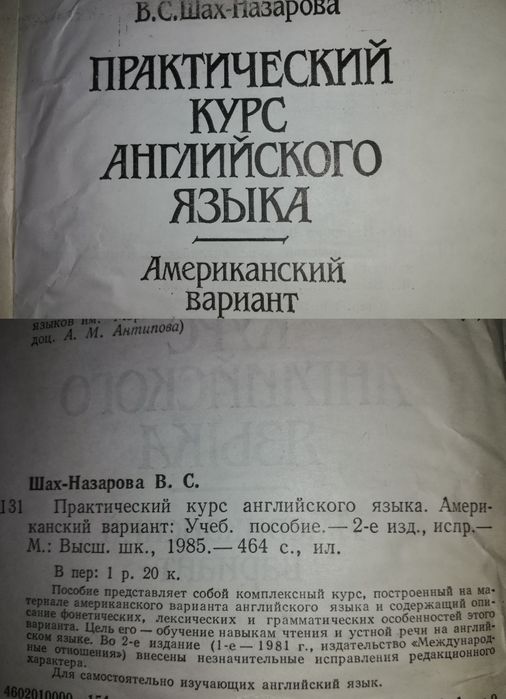 В.С.Шах-Назарова
ПРАКТИЧЕСКИЙ
КУРС
АНГЛИЙСКОГО
ЯЗЫКА
Американский
вариант
языков им.
доц. А. М. Антипова)
Шах-Назарова В. С.
131 Практический курс английского языка. Амери-
канский вариант: Учеб. пособие.— 2-е изд., испр.—
М.: Высш. шк., 1985.— 464 с., ил.
В пер: 1 р. 20 к.
Пособие представляет собой комплексный курс, построенный на ма-
териале американского варианта английского языка и содержащий опи-
сание фонетических, лексических и грамматических особенностей этого
варианта. Цель его — обучение навыкам чтения и устной речи на англий-
ском языке. Во 2-е издание (1-е — 1981 г., издательство «Международ-
ные отношения») внесены незначительные исправления редакционного
характера.
Для самостоятельно изучающих английский язык.
4602010000